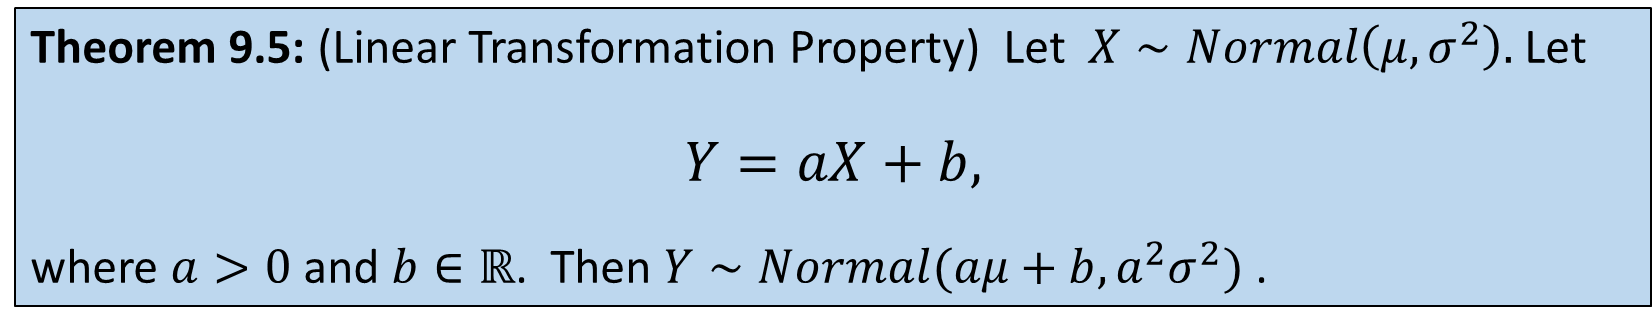 Theorem 9.5: (Linear Transformation Property) Let X ~ Normal(μ, σ²). Let
Y = aX + b,
where a > 0 and b ∈ ℝ. Then Y ~ Normal(aμ + b, a²σ²) .